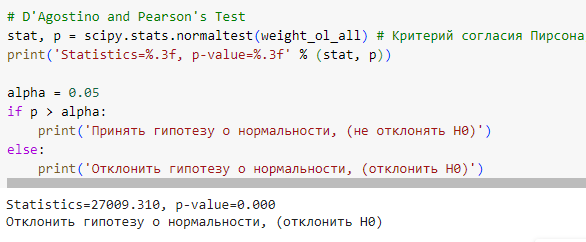 # D'Agostino and Pearson's Test
stat, p = scipy.stats.normaltest(weight_ol_all) # Критерий согласия Пирсона
print('Statistics=%.3f, p-value=%.3f' % (stat, p))
alpha = 0.05
if p > alpha:
    print('Принять гипотезу о нормальности, (не отклонять H0)')
else:
    print('Отклонить гипотезу о нормальности, (отклонить H0)')
Statistics=27009.310, p-value=0.000
Отклонить гипотезу о нормальности, (отклонить H0)